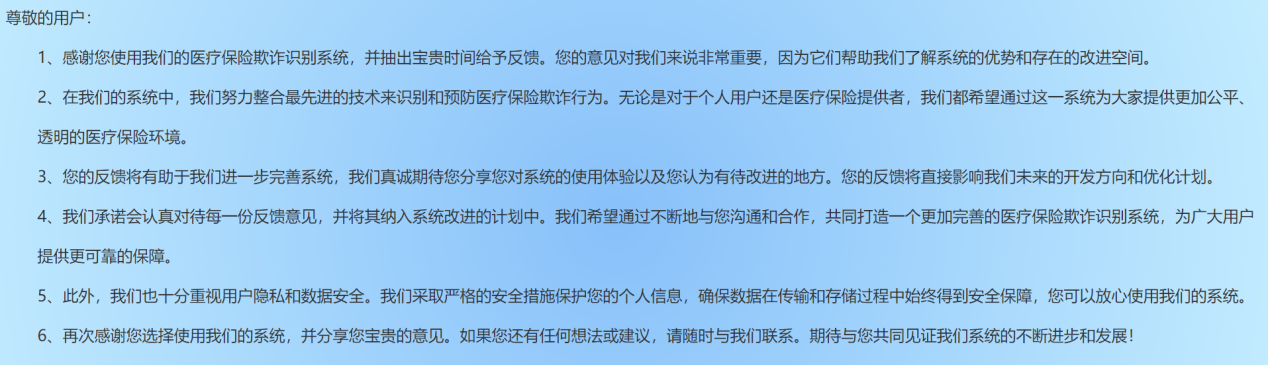 尊敬的用户：
1、感谢您使用我们的医疗保险欺诈识别系统，并抽出宝贵时间给予反馈。您的意见对我们来说非常重要，因为它们帮助我们了解系统的优势和存在的改进空间。
2、在我们的系统中，我们努力整合最先进的技术来识别和预防医疗保险欺诈行为。无论是对于个人用户还是医疗保险提供者，我们都希望通过这一系统为大家提供更加公平、
透明的医疗保险环境。
3、您的反馈将有助于我们进一步完善系统，我们真诚期待您分享您对系统的使用体验以及您认为有待改进的地方。您的反馈将直接影响我们未来的开发方向和优化计划。
4、我们承诺会认真对待每一份反馈意见，并将其纳入系统改进的计划中。我们希望通过不断地与您沟通和合作，共同打造一个更加完善的医疗保险欺诈识别系统，为广大用户
提供更可靠的保障。
5、此外，我们也十分重视用户隐私和数据安全。我们采取严格的安全措施保护您的个人信息，确保数据在传输和存储过程中始终得到安全保障，您可以放心使用我们的系统。
6、再次感谢您选择使用我们的系统，并分享您宝贵的意见。如果您还有任何想法或建议，请随时与我们联系。期待与您共同见证我们系统的不断进步和发展！